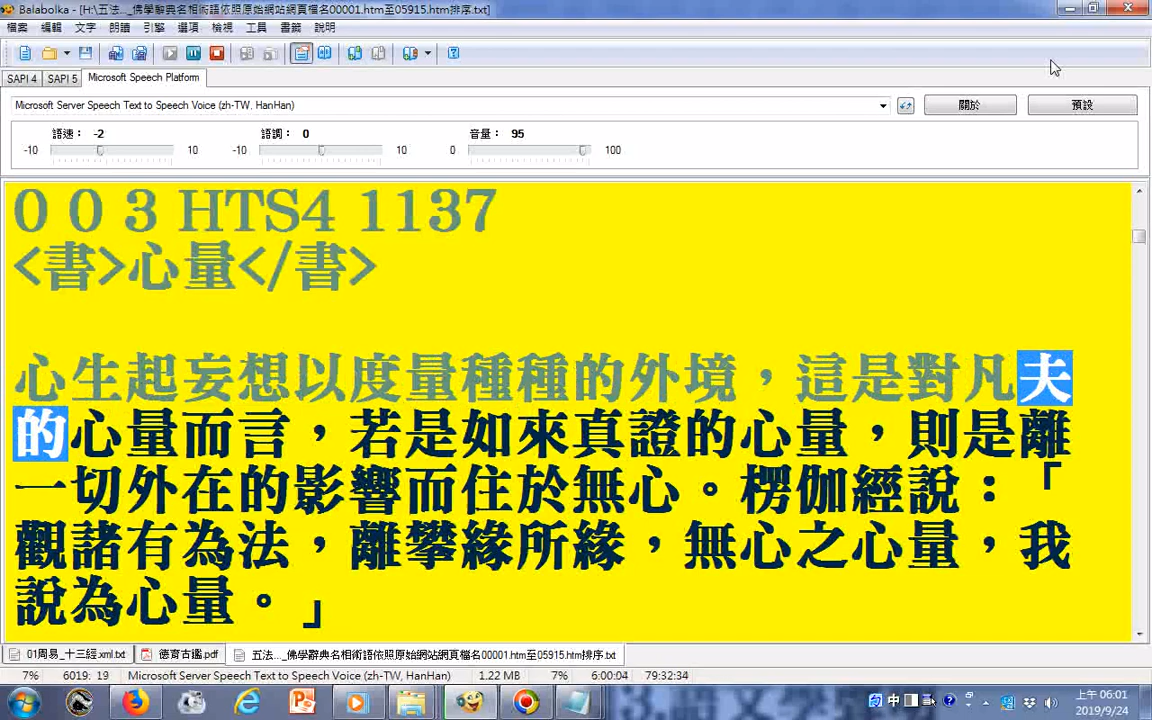 Balabolka - [H:\五法..._佛學辭典名相術語依照原始網站網頁檔名00001.htm至05915.htm排序.txt]
檔案 編輯 文字 朗讀 引擎 選項 檢視 工具 書籤 說明
SAPI 4 SAPI 5 Microsoft Speech Platform
Microsoft Server Speech Text to Speech Voice (zh-TW, HanHan) 關於 預設
語速： -2 語調： 0 音量： 95
-10 10 -10 10 0 100
0 0 3 HTS4 1137
<書>心量</書>
心生起妄想以度量種種的外境，這是對凡夫
的心量而言，若是如來真證的心量，則是離
一切外在的影響而住於無心。楞伽經說：「
觀諸有為法，離攀緣所緣，無心之心量，我
說為心量。」
01周易_十三經.xml.txt 德育古鑑.pdf 五法..._佛學辭典名相術語依照原始網站網頁檔名00001.htm至05915.htm排序.txt
7% 6019: 19 Microsoft Server Speech Text to Speech Voice (zh-TW, HanHan) 1.22 MB 7% 6:00:04 79:32:34
中 上午 06:01
2019/9/24